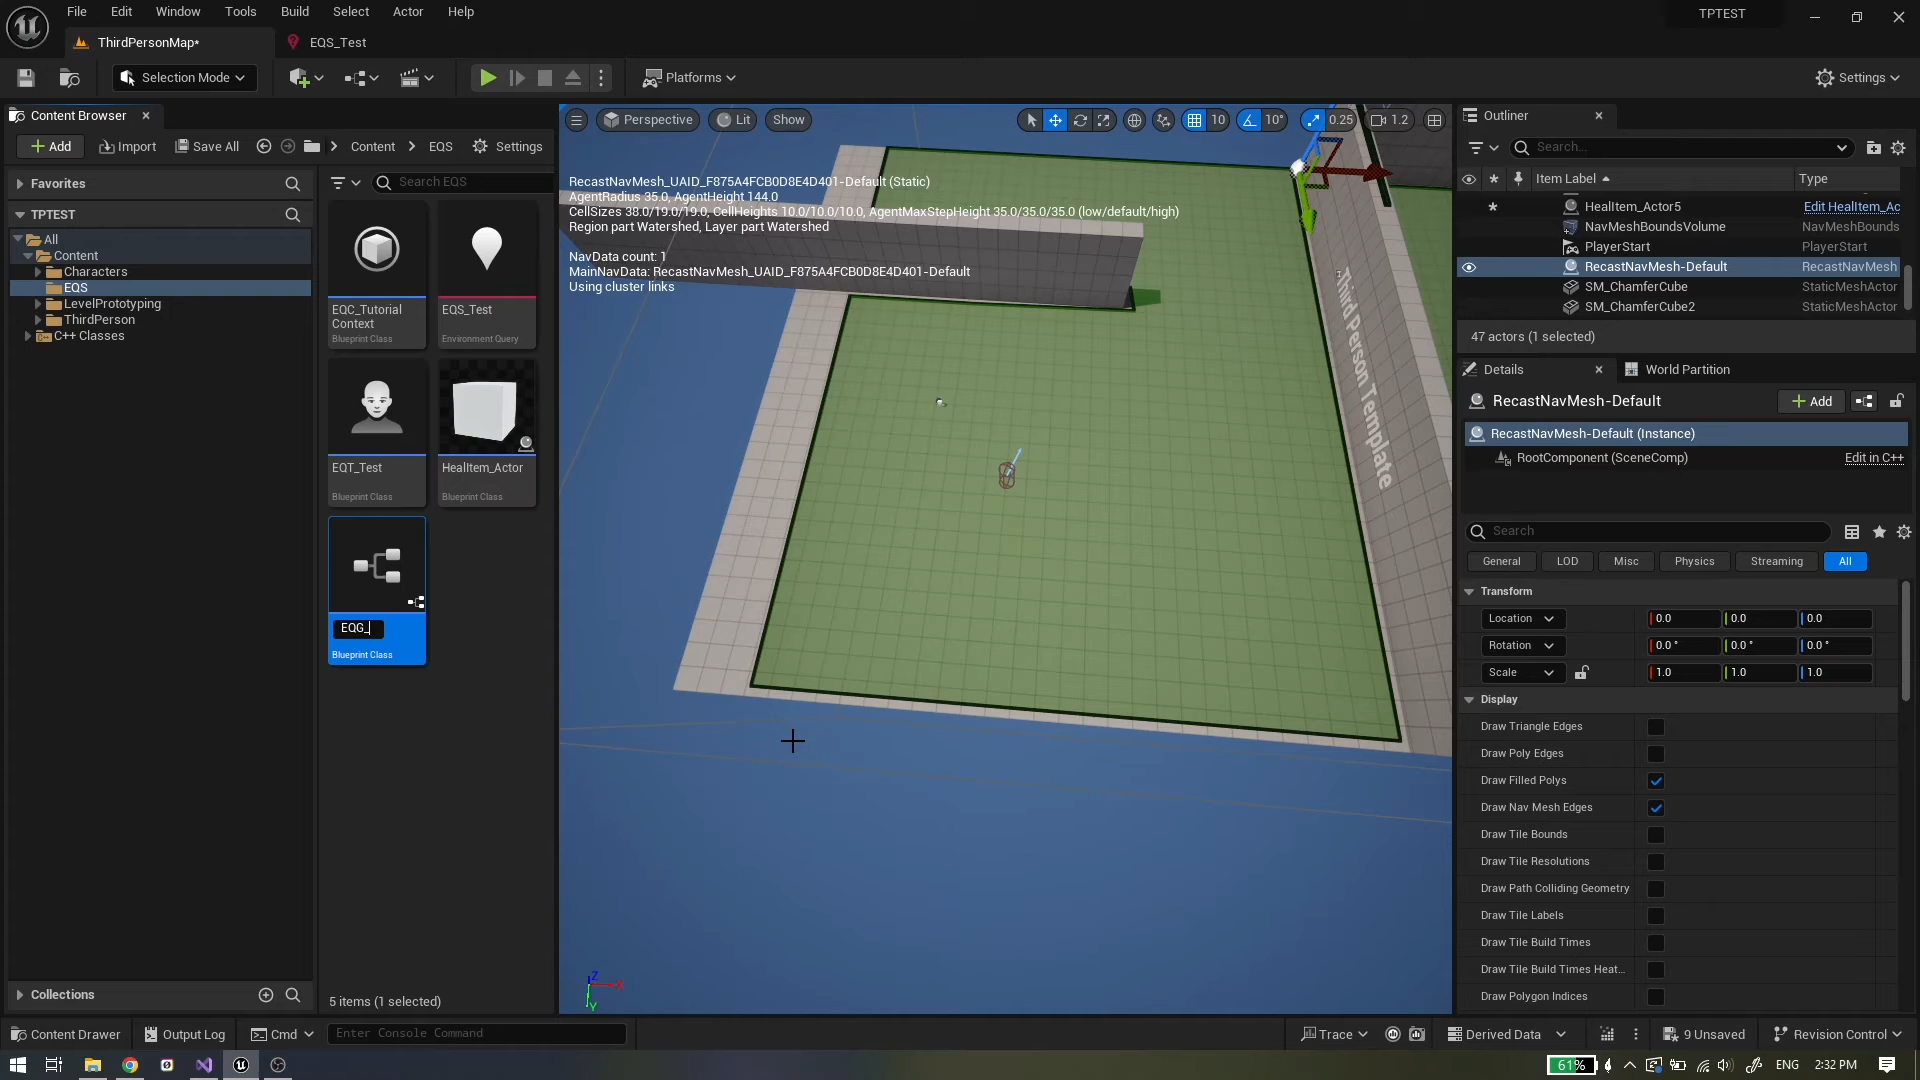 File Edit Window Tools Build Select Actor Help
TPTEST
ThirdPersonMap*
EQS_Test
Selection Mode
Platforms
Settings
Content Browser
Add
Import
Save All
Content
EQS
Settings
Favorites
Search EQS
TPTEST
All
Content
Characters
EQS
LevelPrototyping
ThirdPerson
C++ Classes
EQC_Tutorial
Context
Blueprint Class
EQS_Test
Environment Query
EQT_Test
Blueprint Class
HealItem_Actor
Blueprint Class
EQG_
Blueprint Class
Collections
5 items (1 selected)
Perspective
Lit
Show
10
10°
0.25
1.2
RecastNavMesh_UAID_F875A4FCB0D8E4D401-Default (Static)
AgentRadius 35.0, AgentHeight 144.0
CellSizes 38.0/19.0/19.0, CellHeights 10.0/10.0/10.0, AgentMaxStepHeight 35.0/35.0/35.0 (low/default/high)
Region part Watershed, Layer part Watershed
NavData count: 1
MainNavData: RecastNavMesh_UAID_F875A4FCB0D8E4D401-Default
Using cluster links
Third Person Template
Z
X
Y
Outliner
Search...
Item Label
Type
HealItem_Actor5
Edit HealItem_Ac
NavMeshBoundsVolume
NavMeshBounds
PlayerStart
PlayerStart
RecastNavMesh-Default
RecastNavMesh
SM_ChamferCube
StaticMeshActor
SM_ChamferCube2
StaticMeshActor
47 actors (1 selected)
Details
World Partition
RecastNavMesh-Default
Add
RecastNavMesh-Default (Instance)
RootComponent (SceneComp)
Edit in C++
Search
General
LOD
Misc
Physics
Streaming
All
Transform
Location
0.0
0.0
0.0
Rotation
0.0 °
0.0 °
0.0 °
Scale
1.0
1.0
1.0
Display
Draw Triangle Edges
Draw Poly Edges
Draw Filled Polys
Draw Nav Mesh Edges
Draw Tile Bounds
Draw Tile Resolutions
Draw Path Colliding Geometry
Draw Tile Labels
Draw Tile Build Times
Draw Tile Build Times Heat...
Draw Polygon Indices
Content Drawer
Output Log
Cmd
Enter Console Command
Trace
Derived Data
9 Unsaved
Revision Control
61%
ENG
2:32 PM